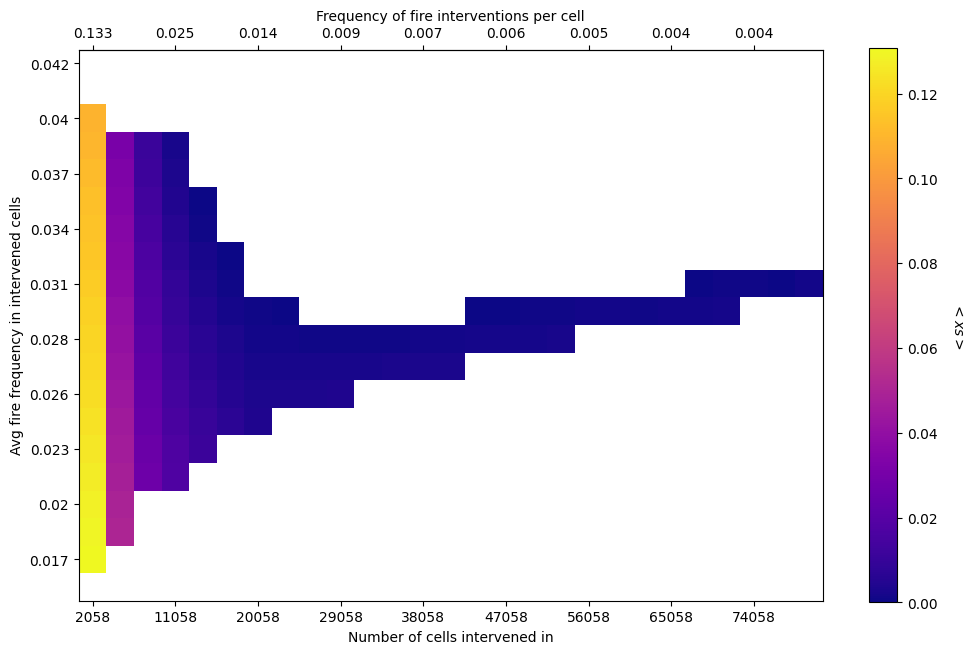 Frequency of fire interventions per cell
0.133 0.025 0.014 0.009 0.007 0.006 0.005 0.004 0.004
Avg fire frequency in intervened cells
0.042
0.04
0.037
0.034
0.031
0.028
0.026
0.023
0.02
0.017
2058 11058 20058 29058 38058 47058 56058 65058 74058
Number of cells intervened in
0.12
0.10
0.08
0.06
0.04
0.02
0.00
< sx >